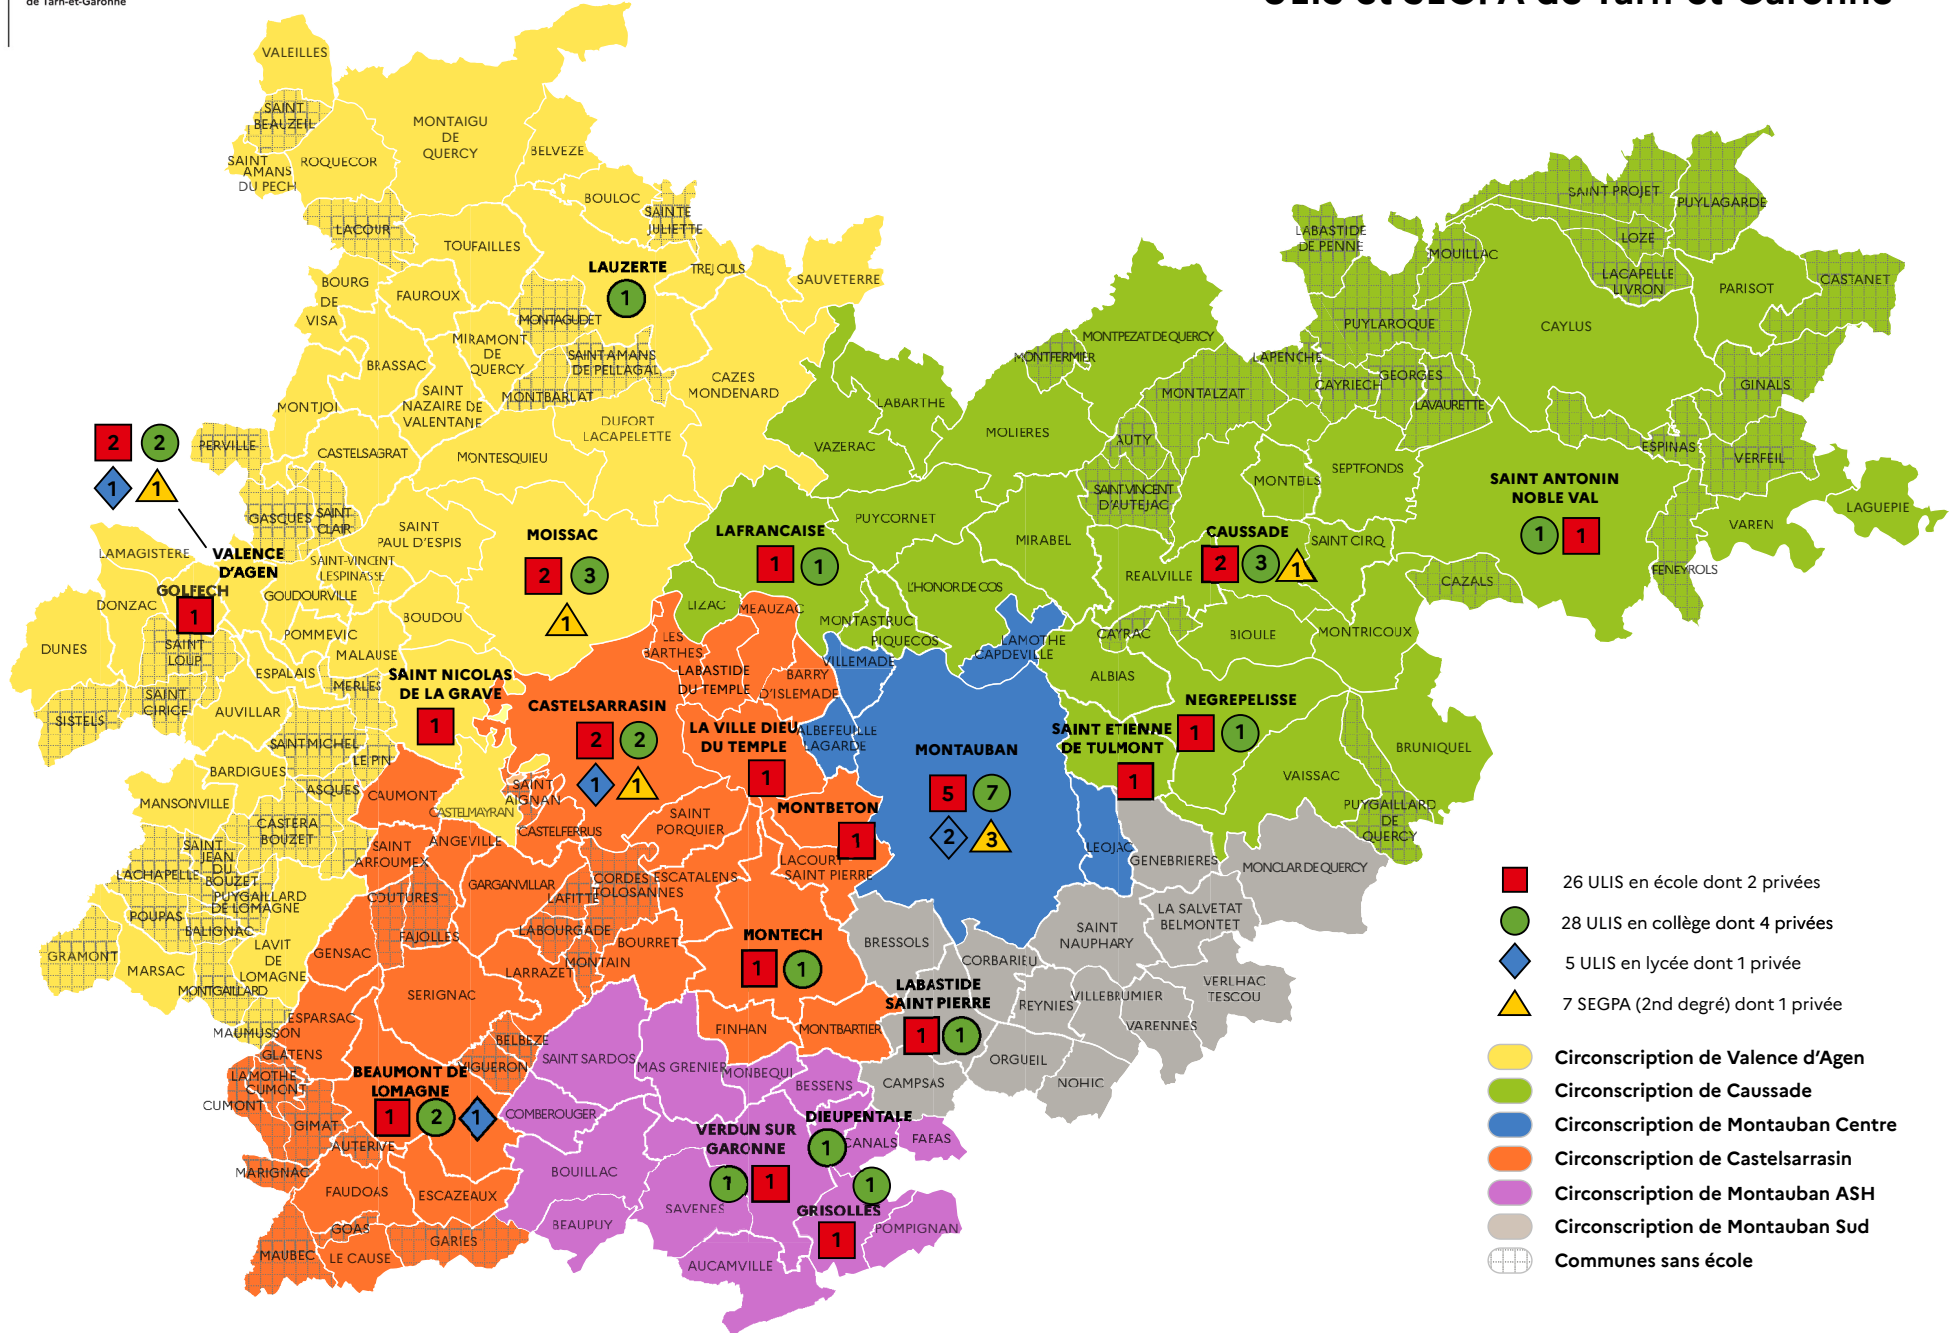 de Tarn-et-Garonne
ULIS et SEGPA de Tarn-et-Garonne
VALEILLES
SAINT
BEAUZEIL
SAINT
AMANS
DU PECH
ROQUECOR
MONTAIGU
DE
QUERCY
BELVEZE
BOULOC
SAINTE
JULIETTE
LACOUR
TOUFAILLES
LAUZERTE
1
TREJOULS
SAUVETERRE
BOURG
DE
VISA
FAUROUX
MONTAGUDET
MIRAMONT
DE
QUERCY
SAINT AMANS
DE PELLAGAL
BRASSAC
CAZES
MONDENARD
SAINT
NAZAIRE DE
VALENTANE
MONTBARLAT
MONTJOI
DUFORT
LACAPELETTE
2
2
1
1
PERVILLE
CASTELSAGRAT
MONTESQUIEU
GASQUES
SAINT
CLAIR
SAINT
PAUL D'ESPIS
MOISSAC
2
3
1
LAMAGISTERE
VALENCE
D'AGEN
SAINT-VINCENT
LESPINASSE
GOLFECH
1
DONZAC
GOUDOURVILLE
BOUDOU
POMMEVIC
DUNES
SAINT
LOUP
MALAUSE
ESPALAIS
MERLES
SAINT NICOLAS
DE LA GRAVE
1
SAINT
CIRICE
SISTELS
AUVILLAR
SAINT MICHEL
LE PIN
BARDIGUES
ASQUES
MANSONVILLE
CASTERA
BOUZET
CASTELMAYRAN
SAINT
JEAN
DU
BOUZET
LACHAPELLE
PUYGAILLARD
DE LOMAGNE
POUPAS
BALIGNAC
GRAMONT
MARSAC
LAVIT
DE
LOMAGNE
MONTGAILLARD
MAUMUSSON
LABARTHE
VAZERAC
MOLIERES
MONTFERMIER
MONTPEZAT DE QUERCY
LABASTIDE
DE PENNE
MOUILLAC
SAINT PROJET
PUYLAGARDE
LOZE
LACAPELLE
LIVRON
PARISOT
CASTANET
PUYLAROQUE
CAYLUS
LAPENCHE
CAYRIECH
GEORGES
LAVAURETTE
MONTALZAT
GINALS
AUTY
ESPINAS
VERFEIL
SEPTFONDS
MONTEILS
SAINT VINCENT
D'AUTEJAC
SAINT ANTONIN
NOBLE VAL
1
1
LAGUEPIE
VAREN
FENEYROLS
CAZALS
PUYCORNET
LAFRANCAISE
1
1
MIRABEL
CAUSSADE
2
3
1
SAINT CIRQ
REALVILLE
L'HONOR DE COS
LIZAC
MEAUZAC
MONTASTRUC
PIQUECOS
LAMOTHE
CAPDEVILLE
CAYRAC
BIOULE
MONTRICOUX
ALBIAS
NEGREPELISSE
1
1
SAINT ETIENNE
DE TULMONT
1
VAISSAC
BRUNIQUEL
PUYGAILLARD
DE
QUERCY
LES
BARTHES
LABASTIDE
DU TEMPLE
BARRY
D'ISLEMADE
VILLEMADE
CASTELSARRASIN
2
2
1
1
LA VILLE DIEU
DU TEMPLE
1
ALBEFEUILLE
LAGARDE
MONTAUBAN
5
7
2
3
LEOJAC
MONTBETON
1
SAINT
AIGNAN
SAINT
PORQUIER
CAUMONT
CASTELFERRUS
ANGEVILLE
SAINT
ARFOUMEX
LACOURT
SAINT PIERRE
GARGANVILLAR
CORDES
TOLOSANNES
ESCATALENS
COUTURES
LAFITTE
FAJOLLES
LABOURGADE
BOURRET
MONTECH
1
1
GENSAC
LARRAZET
MONTAIN
SERIGNAC
ESPARSAC
FINHAN
MONTBARTIER
GLATENS
BELBEZE
VIGUERON
LAMOTHE
CUMONT
CUMONT
BEAUMONT DE
LOMAGNE
1
2
1
GIMAT
AUTERIVE
MARIGNAC
FAUDOAS
ESCAZEAUX
GOAS
MAUBEC
LE CAUSE
GARIES
SAINT SARDOS
MAS GRENIER
MONBEQUI
BESSENS
COMBEROUGER
DIEUPENTALE
1
CANALS
FABAS
VERDUN SUR
GARONNE
1
1
1
BOUILLAC
GRISOLLES
1
SAVENES
BEAUPUY
POMPIGNAN
AUCAMVILLE
GENEBRIERES
MONCLAR DE QUERCY
LA SALVETAT
BELMONTET
SAINT
NAUPHARY
BRESSOLS
CORBARIEU
LABASTIDE
SAINT PIERRE
1
1
REYNIES
VILLEBRUMIER
VERLHAC
TESCOU
VARENNES
ORGUEIL
CAMPSAS
NOHIC
26 ULIS en école dont 2 privées
28 ULIS en collège dont 4 privées
5 ULIS en lycée dont 1 privée
7 SEGPA (2nd degré) dont 1 privée
Circonscription de Valence d'Agen
Circonscription de Caussade
Circonscription de Montauban Centre
Circonscription de Castelsarrasin
Circonscription de Montauban ASH
Circonscription de Montauban Sud
Communes sans école